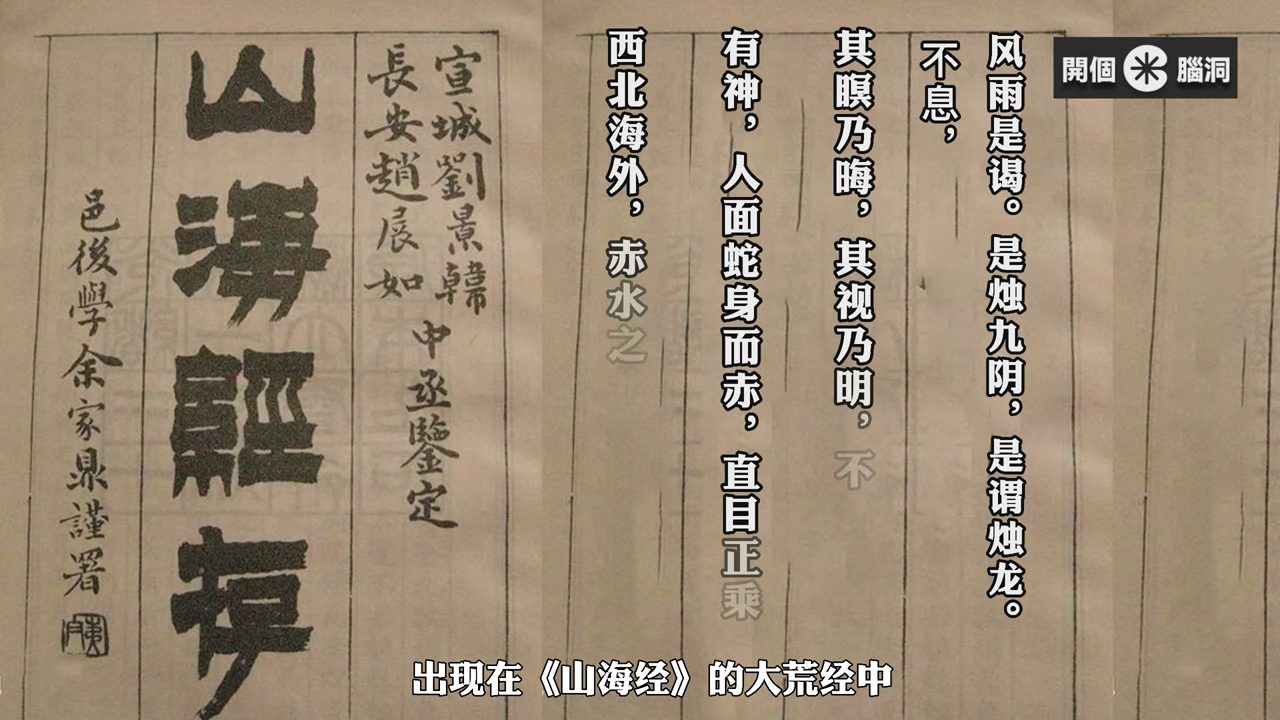 宣城劉景韓
長安趙展如
中丞鑒定
山海經存
邑後學余家鼎謹署
西北海外，赤水之
有神，人面蛇身而赤，直目正乘
其瞑乃晦，其视乃明，不
不息，
风雨是谒。是烛九阴，是谓烛龙。
開個 米 腦洞
出现在《山海经》的大荒经中